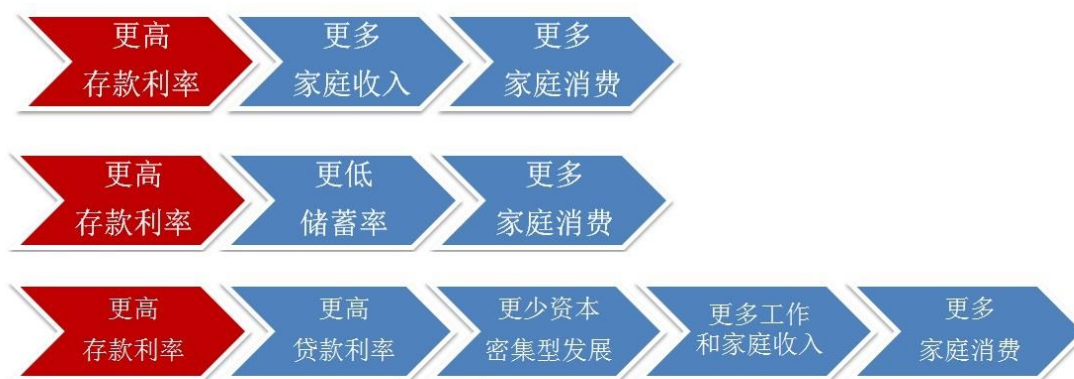 更高
存款利率
更多
家庭收入
更多
家庭消费
更高
存款利率
更低
储蓄率
更多
家庭消费
更高
存款利率
更高
贷款利率
更少资本
密集型发展
更多工作
和家庭收入
更多
家庭消费